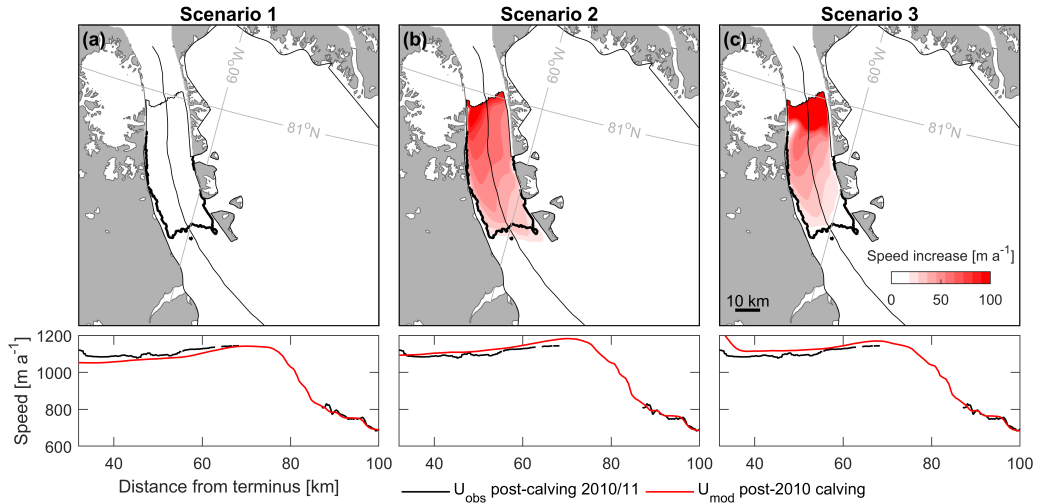 Scenario 1
Scenario 2
Scenario 3
(a)
60°N
81°N
(b)
60°N
81°N
(c)
60°N
81°N
Speed increase [m a⁻¹]
0 50 100
10 km
Speed [m a⁻¹]
1200
1000
800
600
40 60 80 100
40 60 80 100
40 60 80 100
Distance from terminus [km]
U_obs post-calving 2010/11
U_mod post-2010 calving